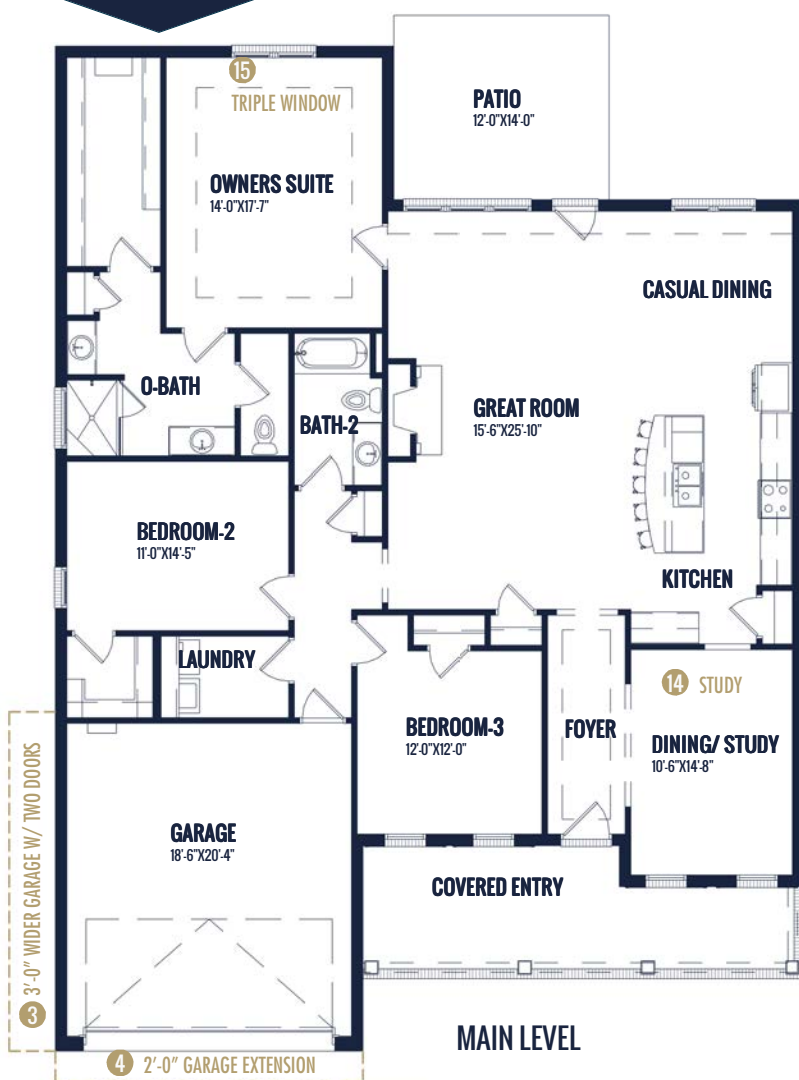 15
TRIPLE WINDOW
PATIO
12'-0"X14'-0"
OWNERS SUITE
14'-0"X17'-7"
CASUAL DINING
O-BATH
BATH-2
GREAT ROOM
15'-6"X25'-10"
BEDROOM-2
11'-0"X14'-5"
KITCHEN
LAUNDRY
14 STUDY
BEDROOM-3
12'-0"X12'-0"
FOYER
DINING/ STUDY
10'-6"X14'-8"
GARAGE
18'-6"X20'-4"
COVERED ENTRY
3 3'-0" WIDER GARAGE W/ TWO DOORS
MAIN LEVEL
4 2'-0" GARAGE EXTENSION